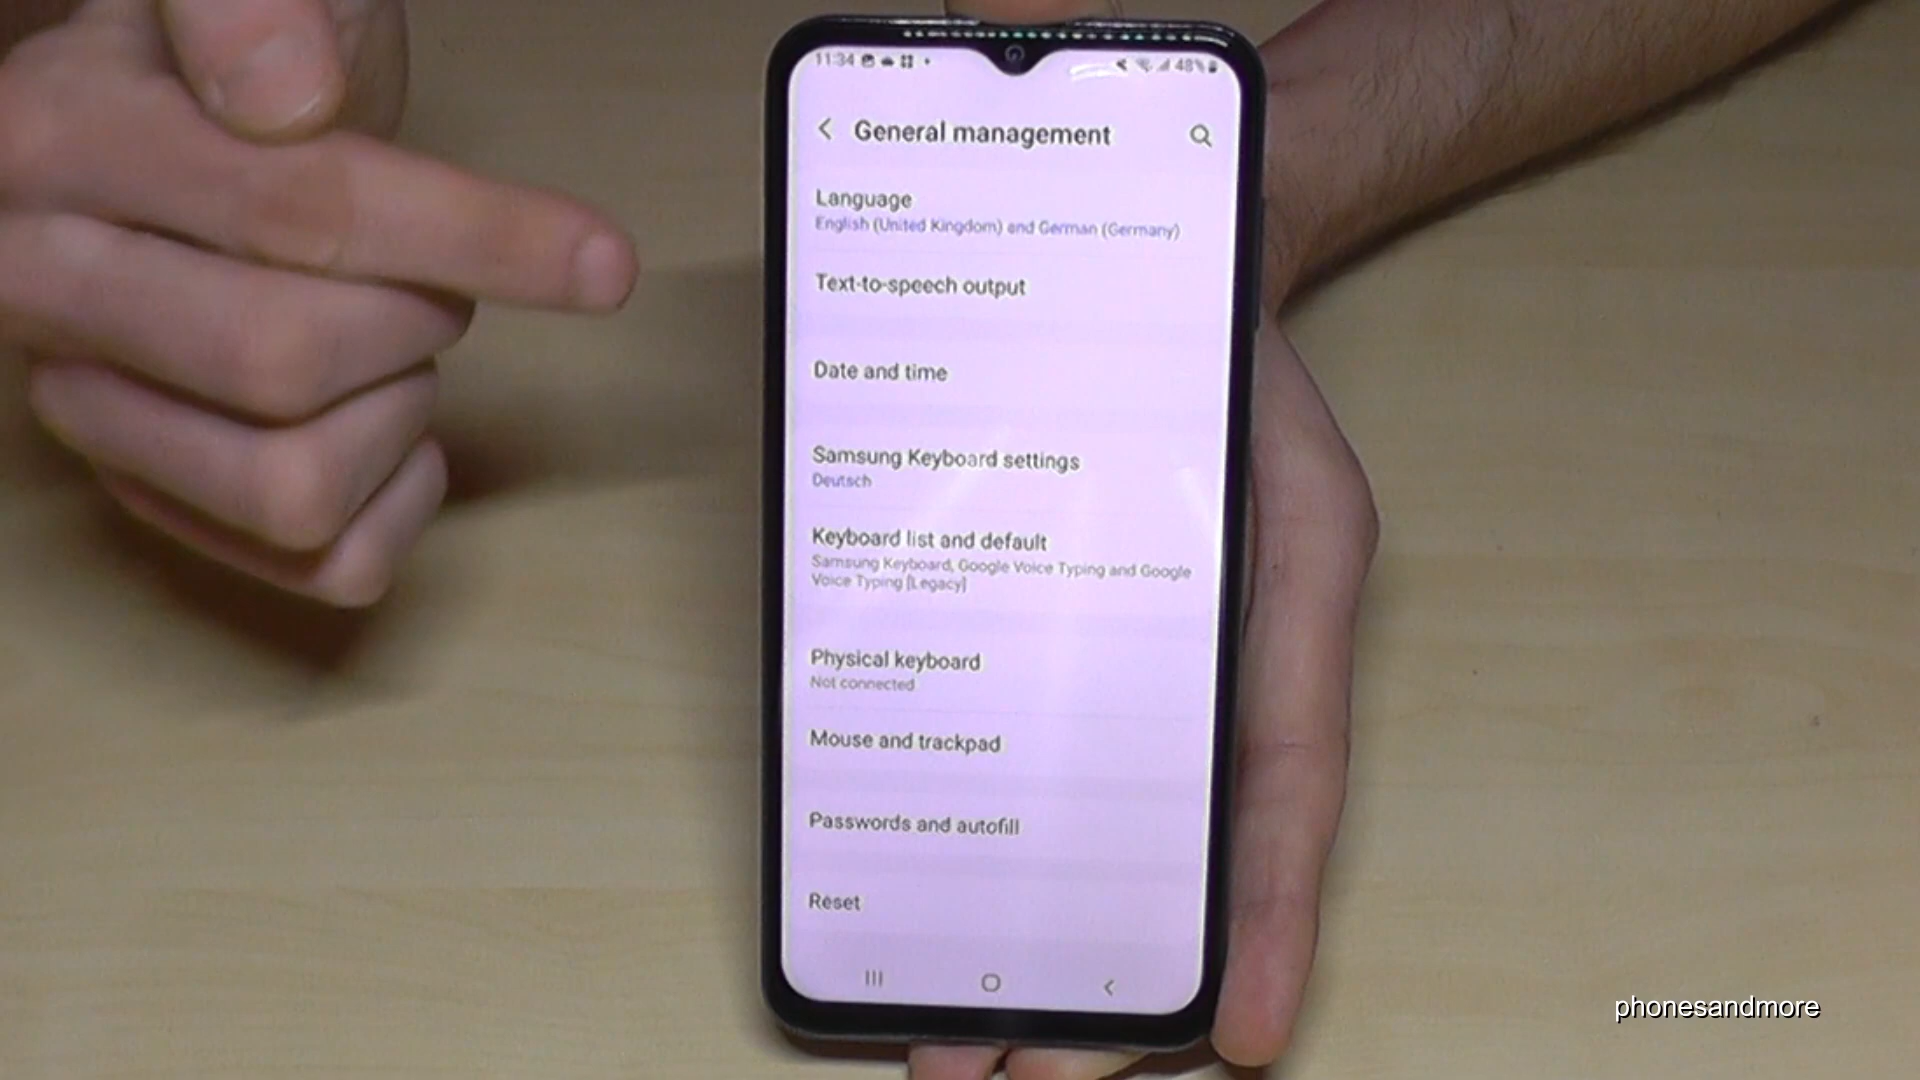 11:34
48%
General management
Language
English (United Kingdom) and German (Germany)
Text-to-speech output
Date and time
Samsung Keyboard settings
Deutsch
Keyboard list and default
Samsung Keyboard, Google Voice Typing and Google
Voice Typing [Legacy]
Physical keyboard
Not connected
Mouse and trackpad
Passwords and autofill
Reset
phonesandmore